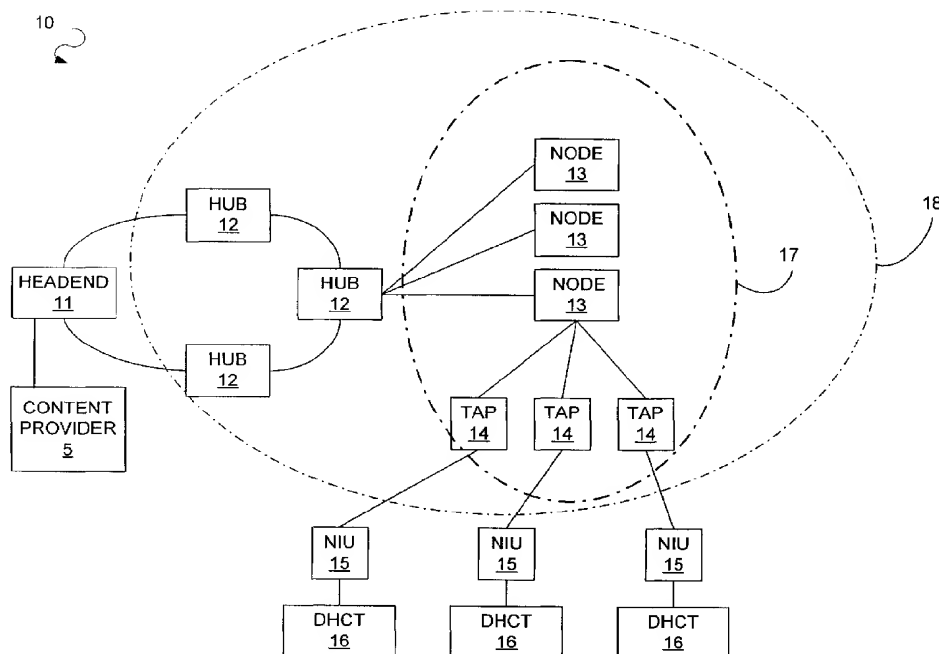 10
NODE
13
18
HUB
12
NODE
13
17
HEADEND
11
HUB
12
NODE
13
HUB
12
CONTENT
PROVIDER
5
TAP
14
TAP
14
TAP
14
NIU
15
NIU
15
NIU
15
DHCT
16
DHCT
16
DHCT
16